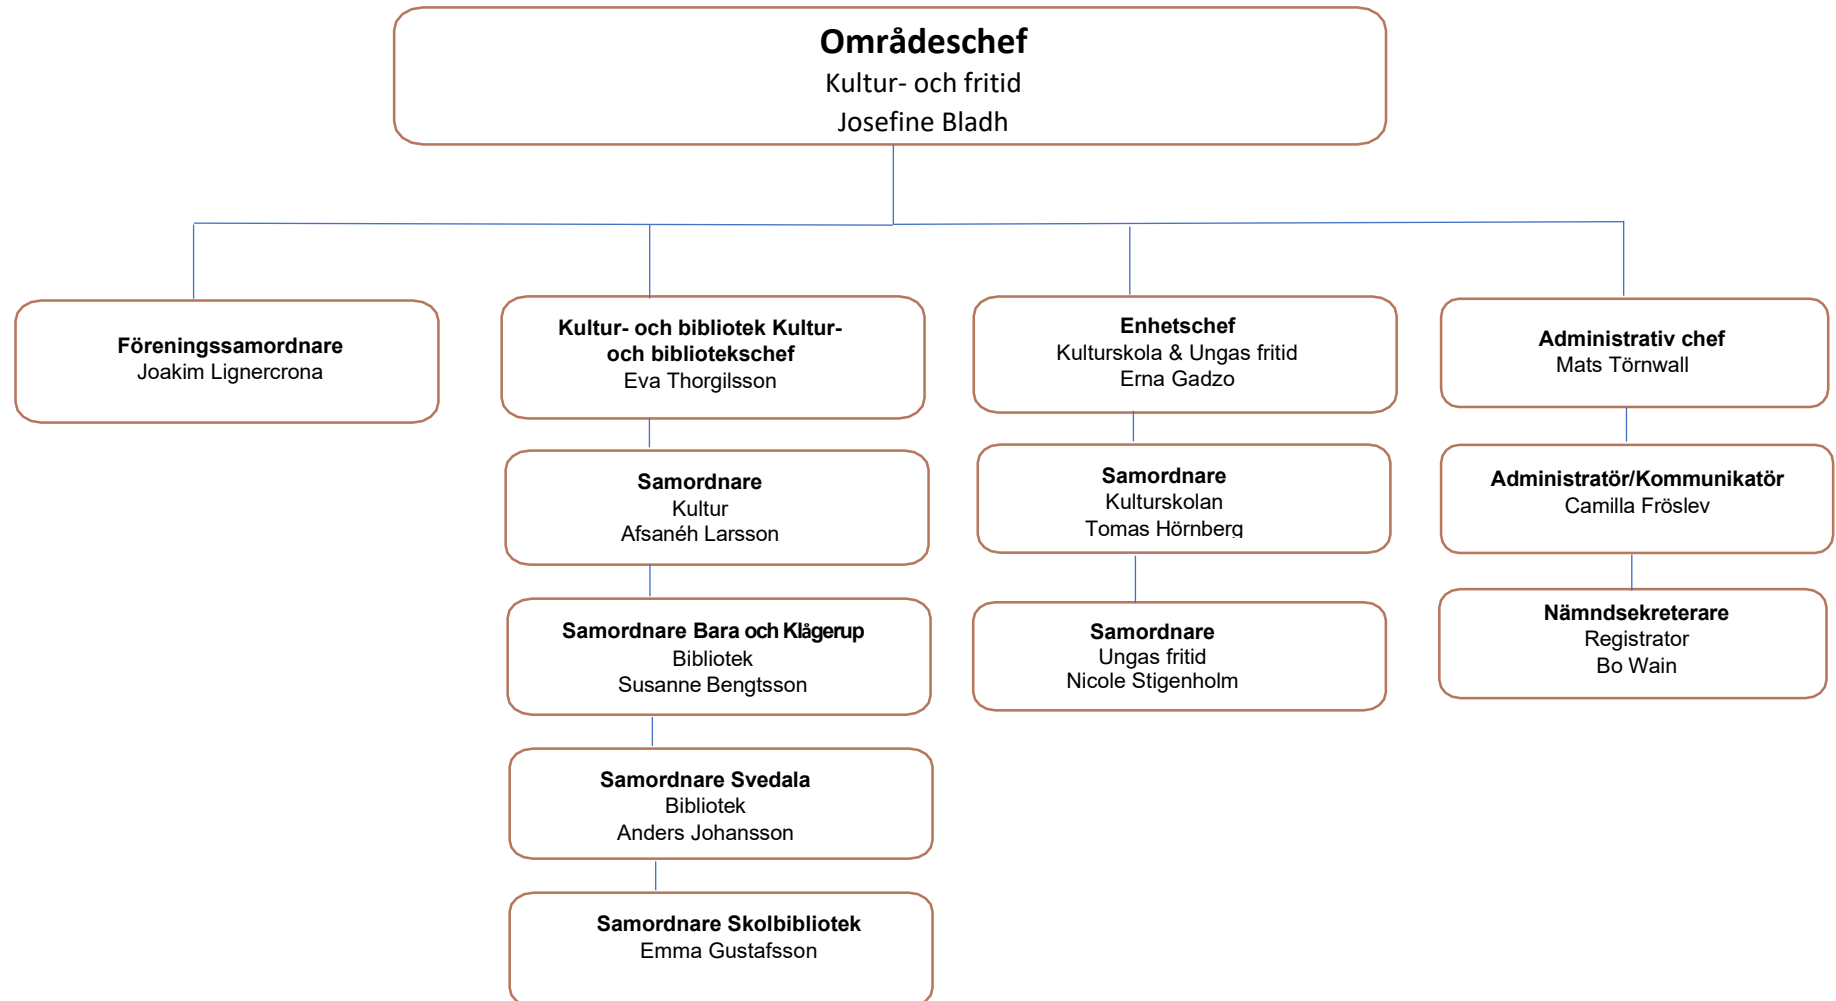 Områdeschef
Kultur- och fritid
Josefine Bladh
Föreningssamordnare
Joakim Lignercrona
Kultur- och bibliotek Kultur-
och bibliotekschef
Eva Thorgilsson
Enhetschef
Kulturskola & Ungas fritid
Erna Gadzo
Administrativ chef
Mats Törnwall
Samordnare
Kultur
Afsanéh Larsson
Samordnare
Kulturskolan
Tomas Hörnberg
Administratör/Kommunikatör
Camilla Fröslev
Samordnare Bara och Klågerup
Bibliotek
Susanne Bengtsson
Samordnare
Ungas fritid
Nicole Stigenholm
Nämndsekreterare
Registrator
Bo Wain
Samordnare Svedala
Bibliotek
Anders Johansson
Samordnare Skolbibliotek
Emma Gustafsson